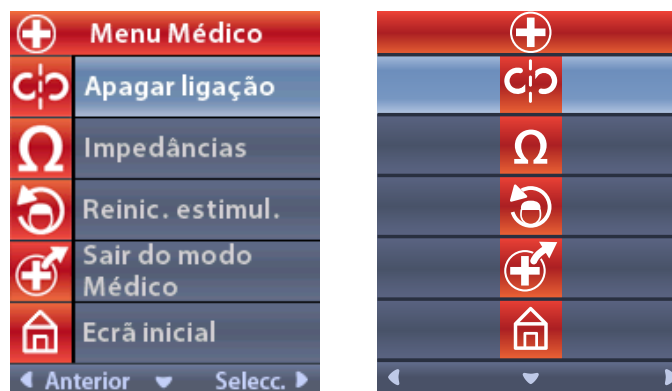 Menu Médico
Apagar ligação
Impedâncias
Reinic. estimul.
Sair do modo
Médico
Ecrã inicial
Anterior Selecc.